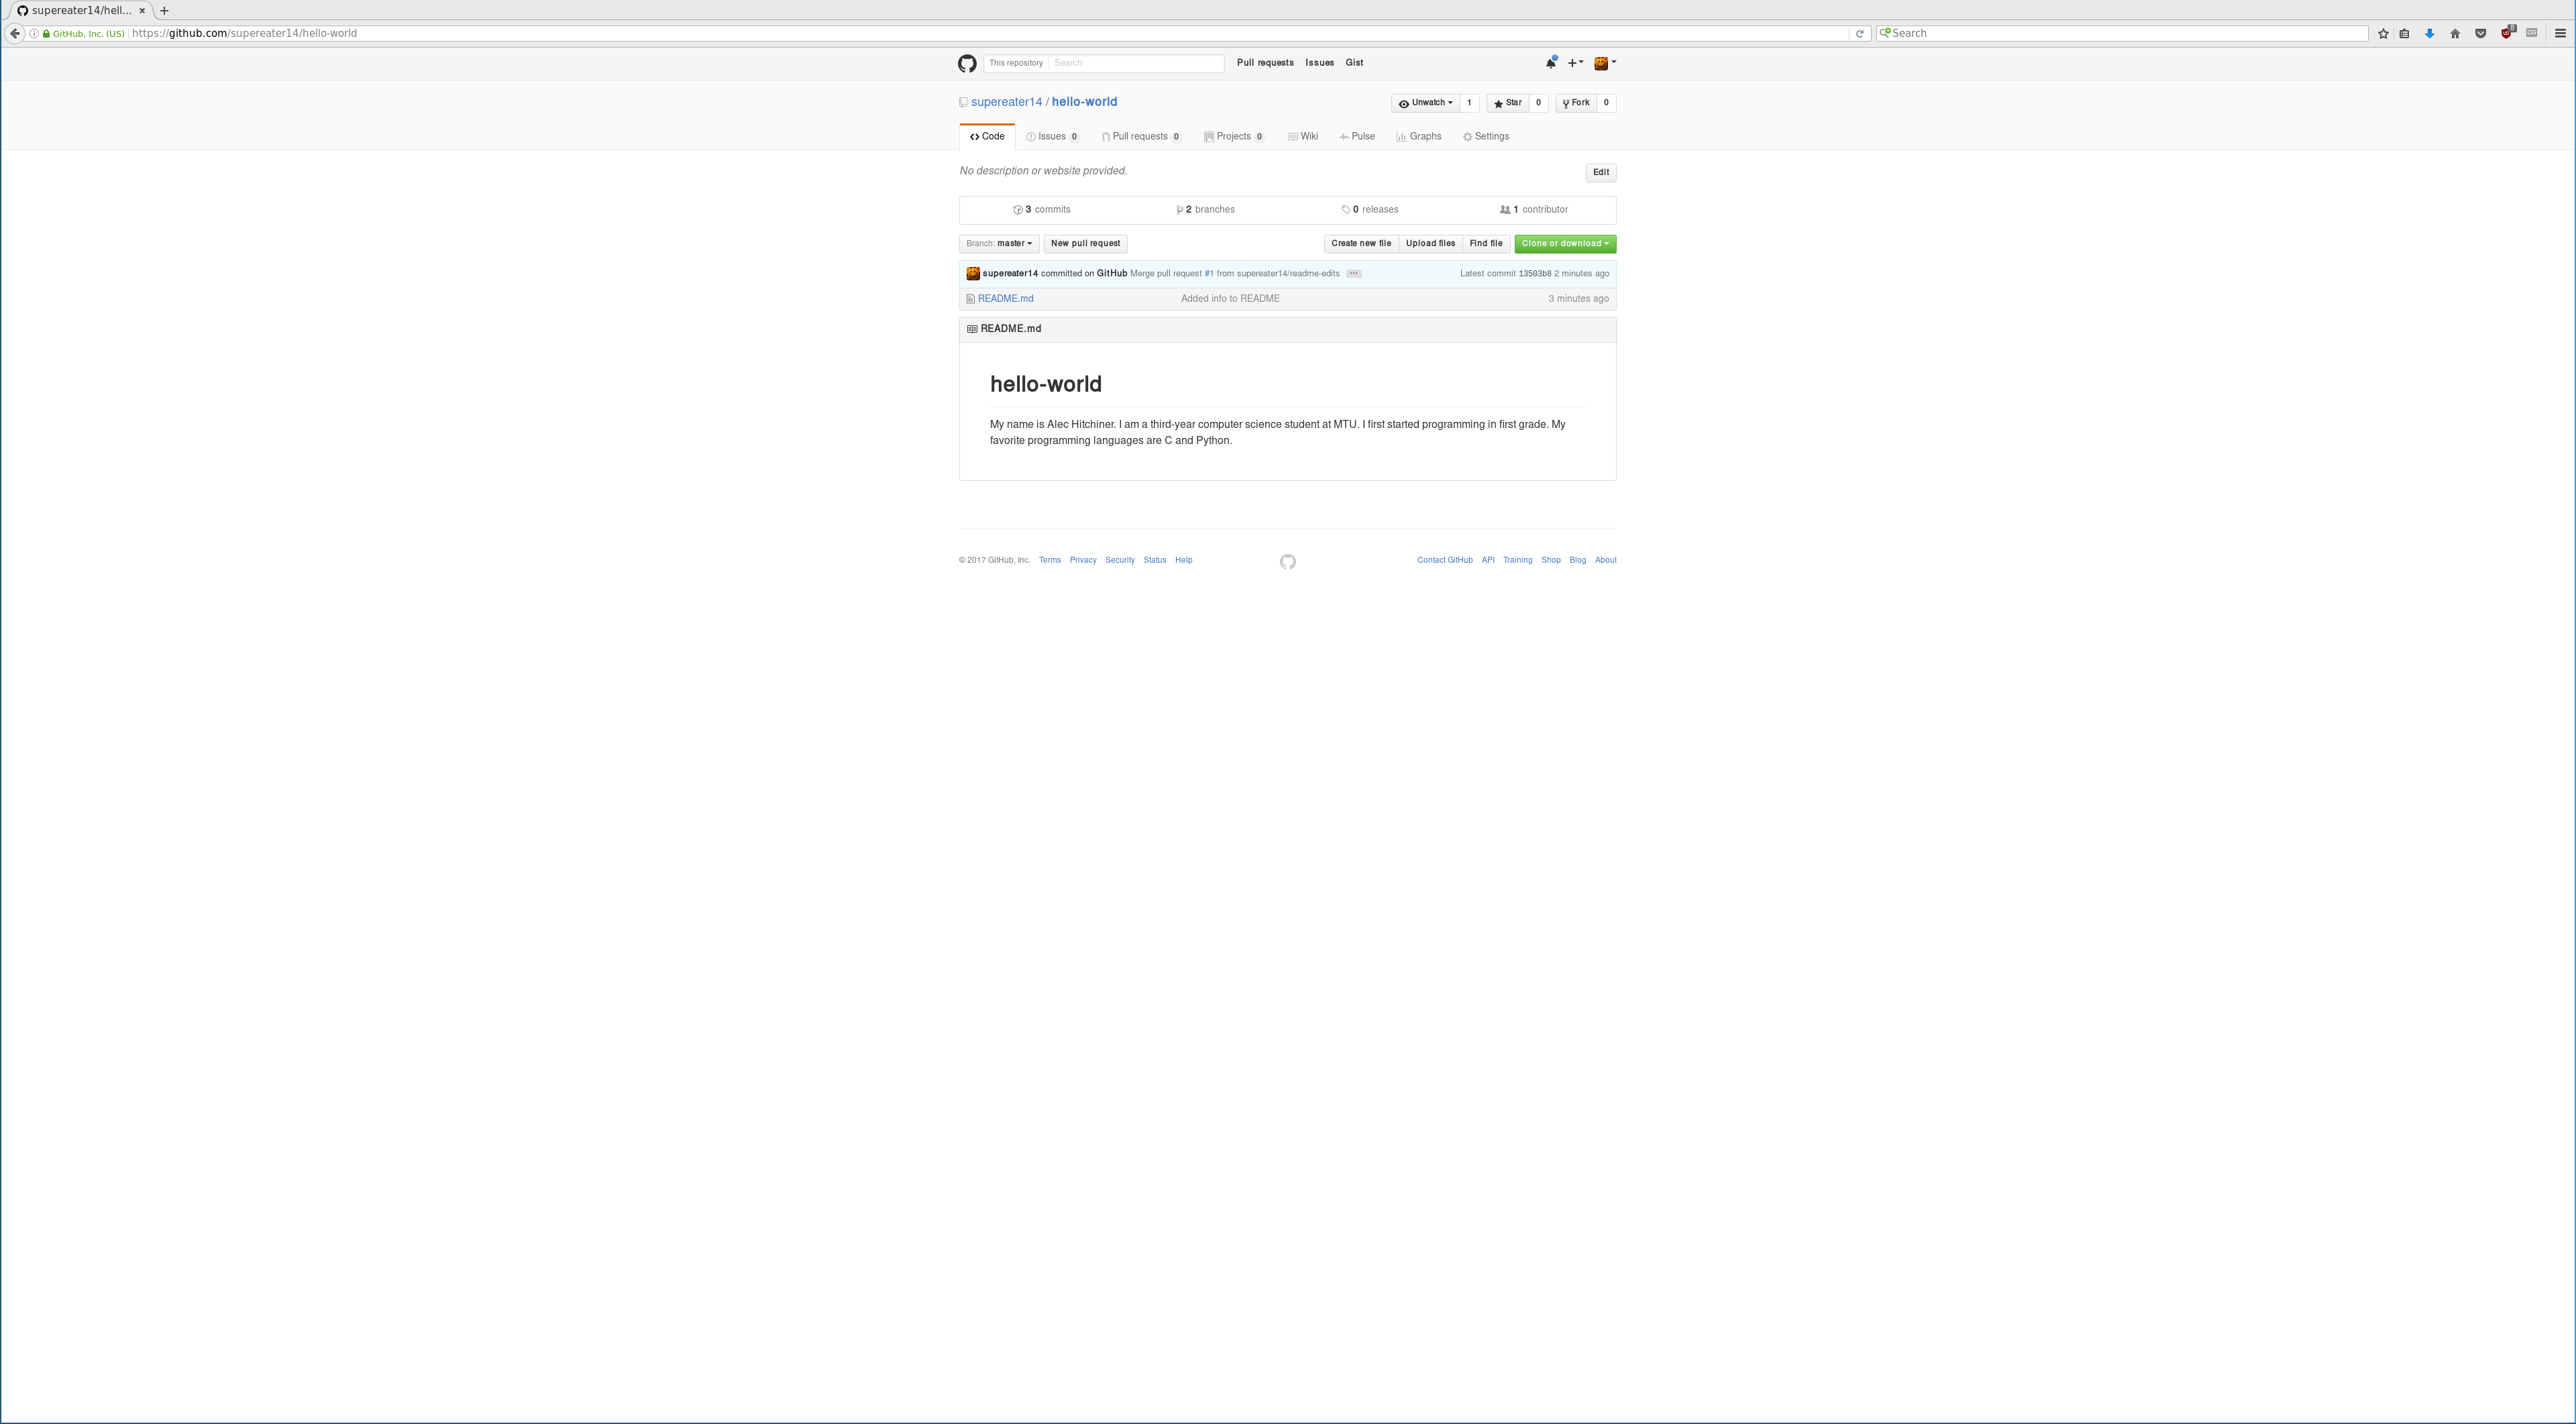 supereater14/hell...
GitHub, Inc. (US) https://github.com/supereater14/hello-world Search
This repository Search Pull requests Issues Gist
supereater14 / hello-world Unwatch 1 Star 0 Fork 0
Code Issues 0 Pull requests 0 Projects 0 Wiki Pulse Graphs Settings
No description or website provided. Edit
3 commits 2 branches 0 releases 1 contributor
Branch: master New pull request Create new file Upload files Find file Clone or download
supereater14 committed on GitHub Merge pull request #1 from supereater14/readme-edits ... Latest commit 13503b8 2 minutes ago
README.md Added info to README 3 minutes ago
README.md
hello-world
My name is Alec Hitchiner. I am a third-year computer science student at MTU. I first started programming in first grade. My
favorite programming languages are C and Python.
© 2017 GitHub, Inc. Terms Privacy Security Status Help Contact GitHub API Training Shop Blog About